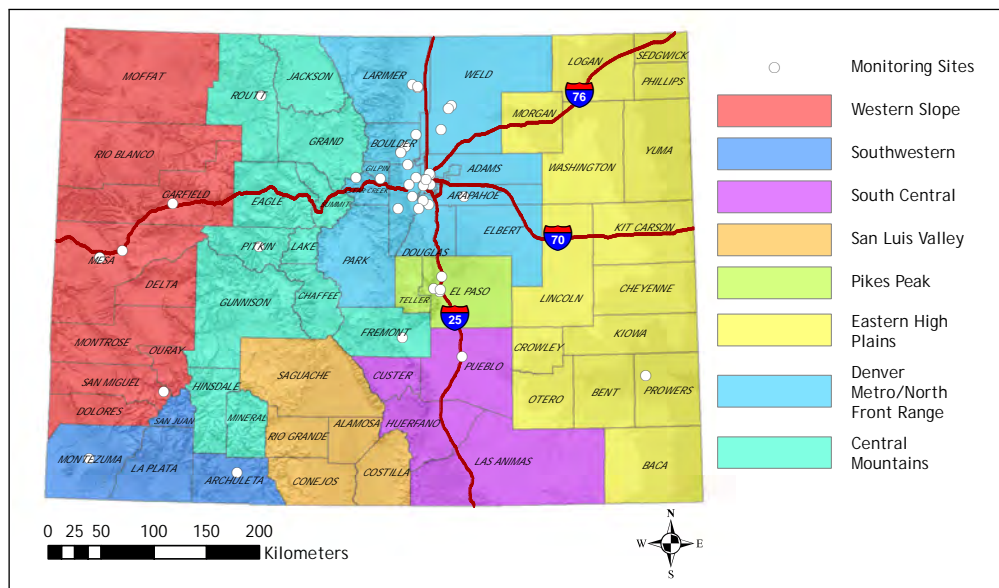 MOFFAT
ROUTT
JACKSON
LARIMER
WELD
LOGAN
SEDGWICK
PHILLIPS
76
MORGAN
RIO BLANCO
GRAND
BOULDER
GILPIN
ADAMS
WASHINGTON
YUMA
GARFIELD
EAGLE
SUMMIT
CREEK
ARAPAHOE
ELBERT
70
KIT CARSON
MESA
PITKIN
LAKE
PARK
DOUGLAS
DELTA
GUNNISON
CHAFFEE
TELLER
EL PASO
LINCOLN
CHEYENNE
25
MONTROSE
OURAY
FREMONT
CROWLEY
KIOWA
SAN MIGUEL
HINSDALE
SAGUACHE
CUSTER
PUEBLO
OTERO
BENT
PROWERS
DOLORES
SAN JUAN
MINERAL
RIO GRANDE
ALAMOSA
HUERFANO
MONTEZUMA
LA PLATA
ARCHULETA
CONEJOS
COSTILLA
LAS ANIMAS
BACA
Monitoring Sites
Western Slope
Southwestern
South Central
San Luis Valley
Pikes Peak
Eastern High
Plains
Denver
Metro/North
Front Range
Central
Mountains
0 25 50 100 150 200
Kilometers
N
W E
S